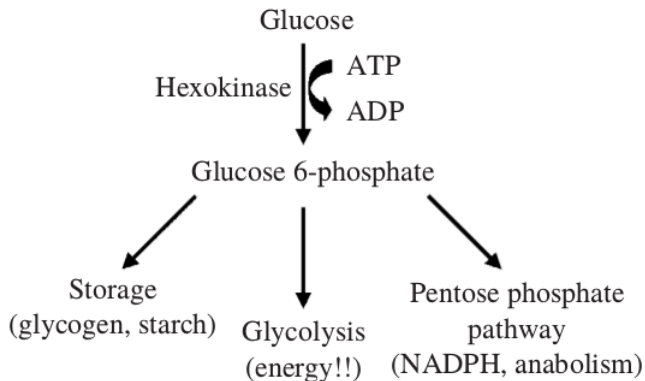 Glucose
Hexokinase
ATP
ADP
Glucose 6-phosphate
Storage
(glycogen, starch)
Glycolysis
(energy!!)
Pentose phosphate
pathway
(NADPH, anabolism)